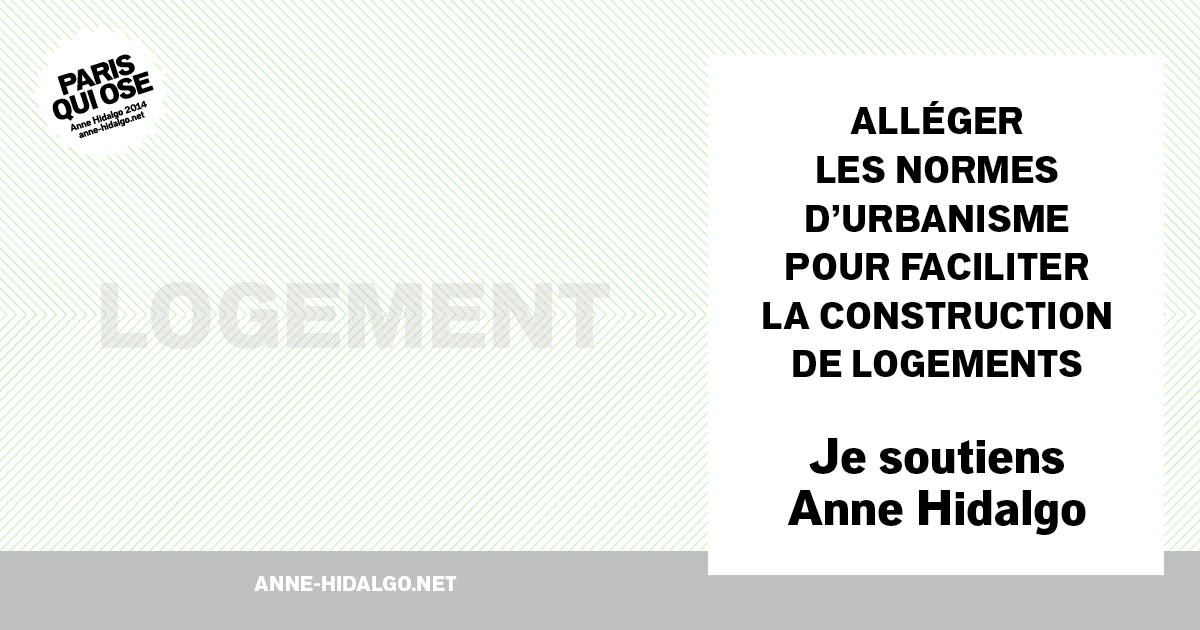 PARIS
QUI OSE
Anne Hidalgo 2014
anne-hidalgo.net
LOGEMENT
ALLÉGER
LES NORMES
D’URBANISME
POUR FACILITER
LA CONSTRUCTION
DE LOGEMENTS
Je soutiens
Anne Hidalgo
ANNE-HIDALGO.NET